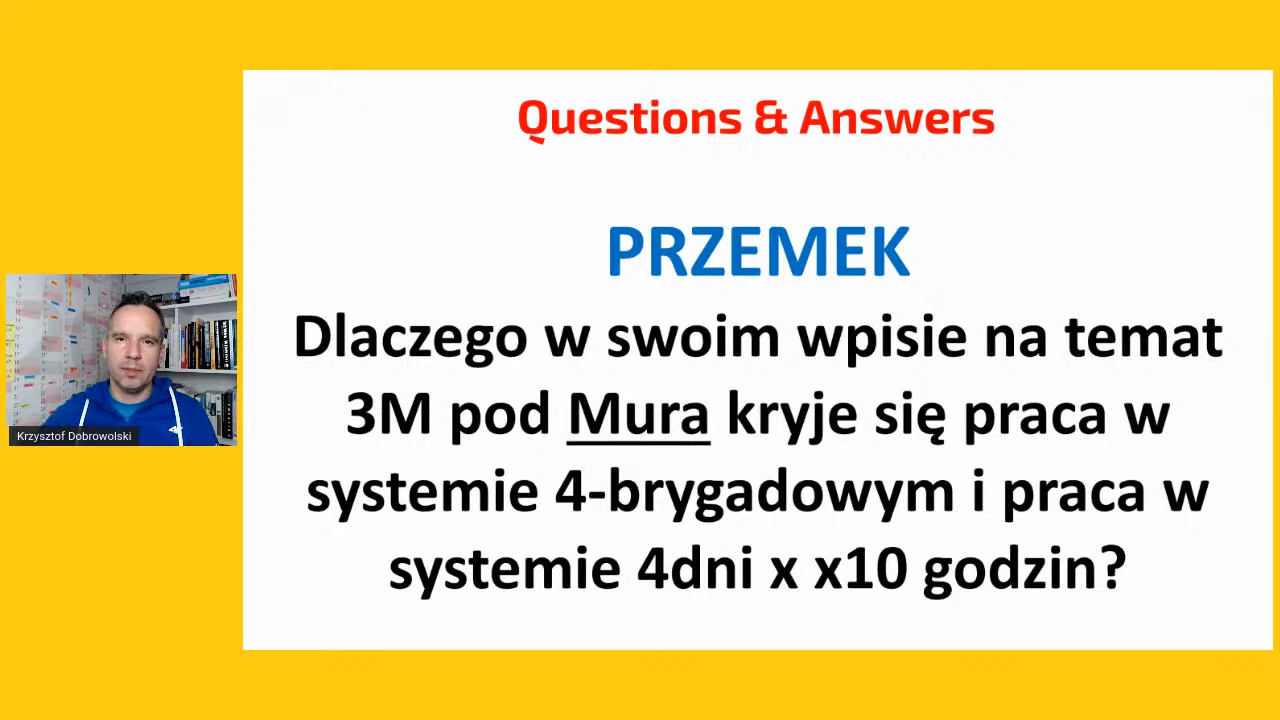 Questions & Answers
PRZEMEK
Dlaczego w swoim wpisie na temat
3M pod Mura kryje się praca w
systemie 4-brygadowym i praca w
systemie 4dni x x10 godzin?
Krzysztof Dobrowolski